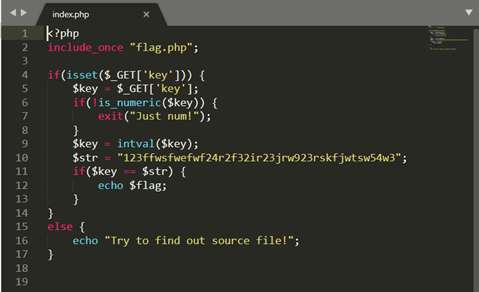 index.php
1 <?php
2 include_once "flag.php";
3
4 if(isset($_GET['key'])) {
5 $key = $_GET['key'];
6 if(!is_numeric($key)) {
7 exit("Just num!");
8 }
9 $key = intval($key);
10 $str = "123ffwsfwefwf24r2f32ir23jrw923rskfjwtsw54w3";
11 if($key == $str) {
12 echo $flag;
13 }
14 }
15 else {
16 echo "Try to find out source file!";
17 }
18
19